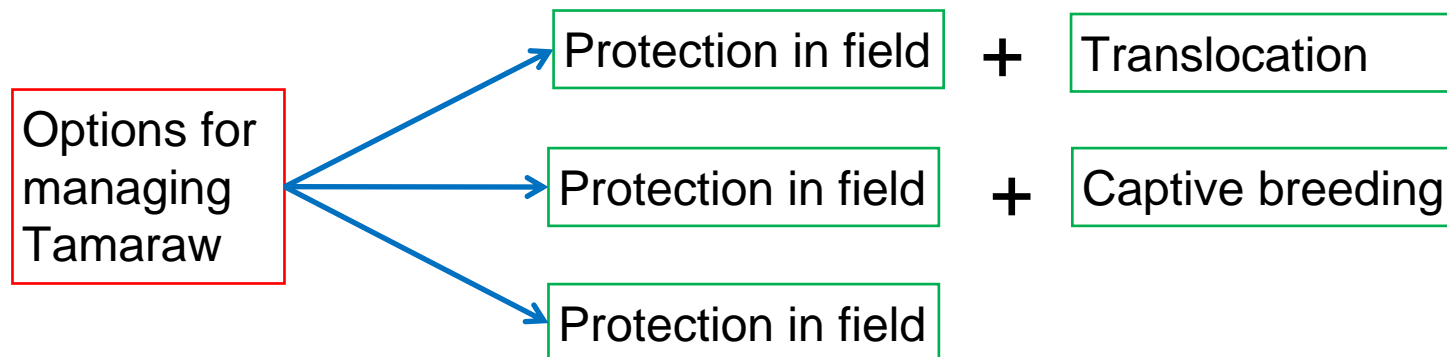 Options for
managing
Tamaraw
Protection in field + Translocation
Protection in field + Captive breeding
Protection in field